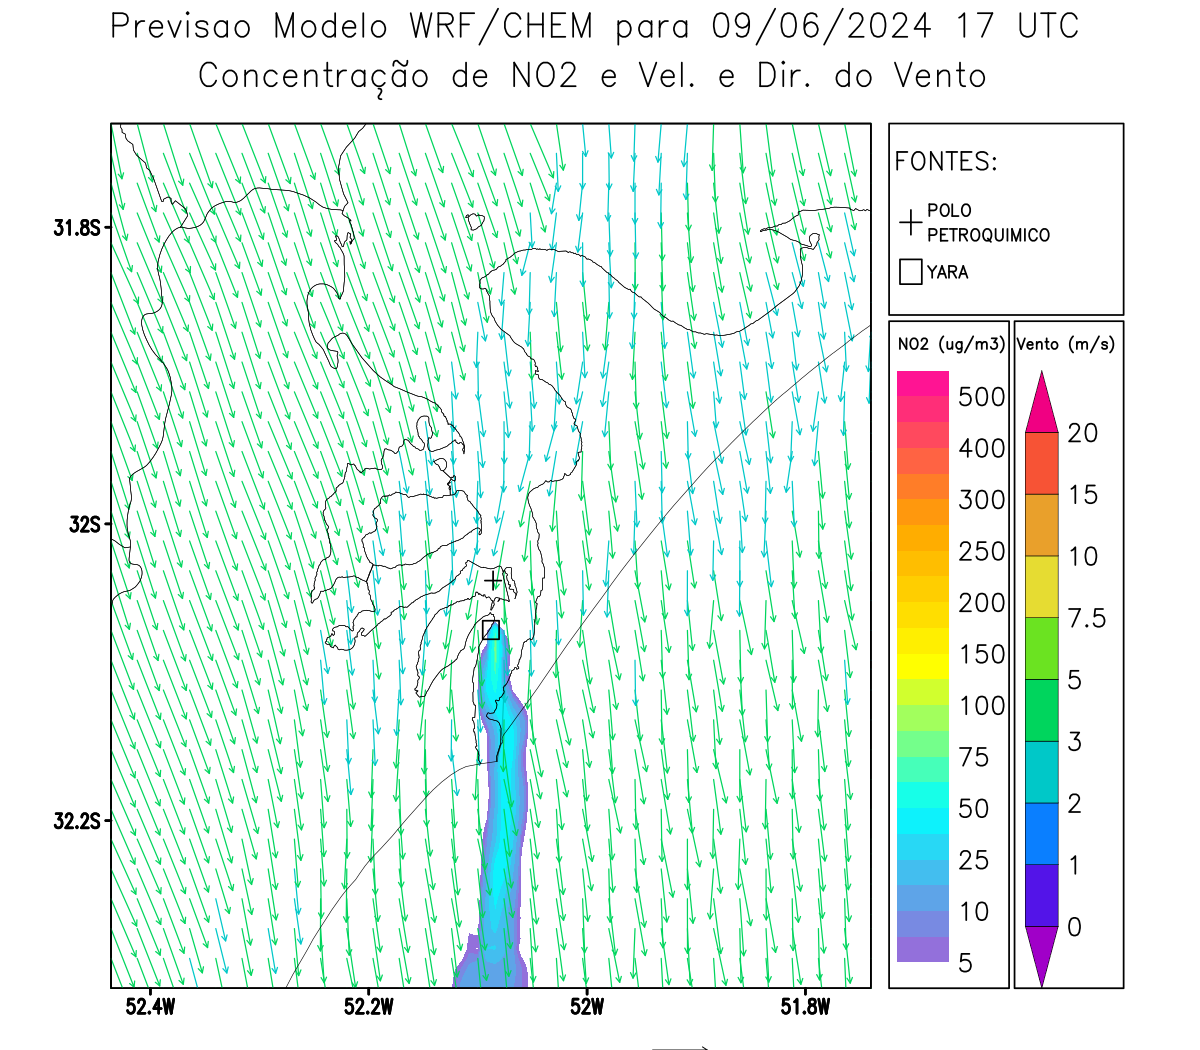 Previsao Modelo WRF/CHEM para 09/06/2024 17 UTC
Concentração de NO2 e Vel. e Dir. do Vento
FONTES:
POLO
PETROQUIMICO
YARA
NO2 (ug/m3)
500
400
300
250
200
150
100
75
50
25
10
5
Vento (m/s)
20
15
10
7.5
5
3
2
1
0
31.8S
32S
32.2S
52.4W
52.2W
52W
51.8W